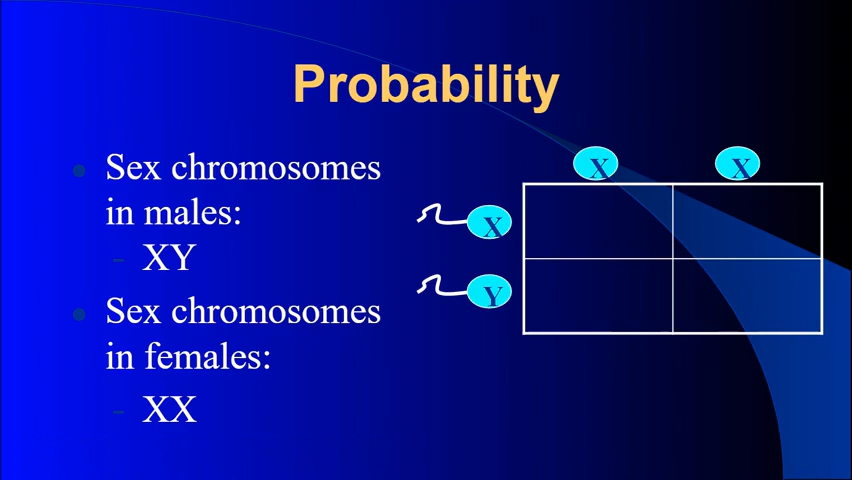 Probability
Sex chromosomes
in males:
- XY
Sex chromosomes
in females:
- XX
X X
X
Y